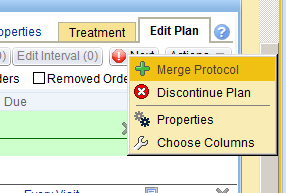 operties Treatment Edit Plan
0) Edit Interval (0) Next Actions
ders Removed Orde
Due
Merge Protocol
Discontinue Plan
Properties
Choose Columns
Every Visit